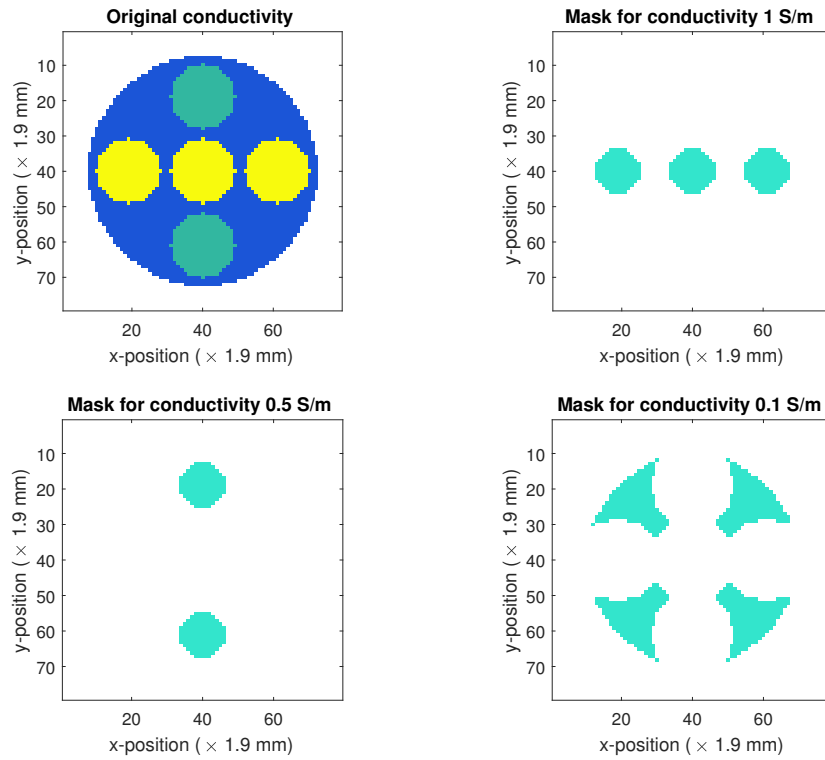 Original conductivity
y-position ( × 1.9 mm)
10
20
30
40
50
60
70
20 40 60
x-position ( × 1.9 mm)
Mask for conductivity 1 S/m
y-position ( × 1.9 mm)
10
20
30
40
50
60
70
20 40 60
x-position ( × 1.9 mm)
Mask for conductivity 0.5 S/m
y-position ( × 1.9 mm)
10
20
30
40
50
60
70
20 40 60
x-position ( × 1.9 mm)
Mask for conductivity 0.1 S/m
y-position ( × 1.9 mm)
10
20
30
40
50
60
70
20 40 60
x-position ( × 1.9 mm)